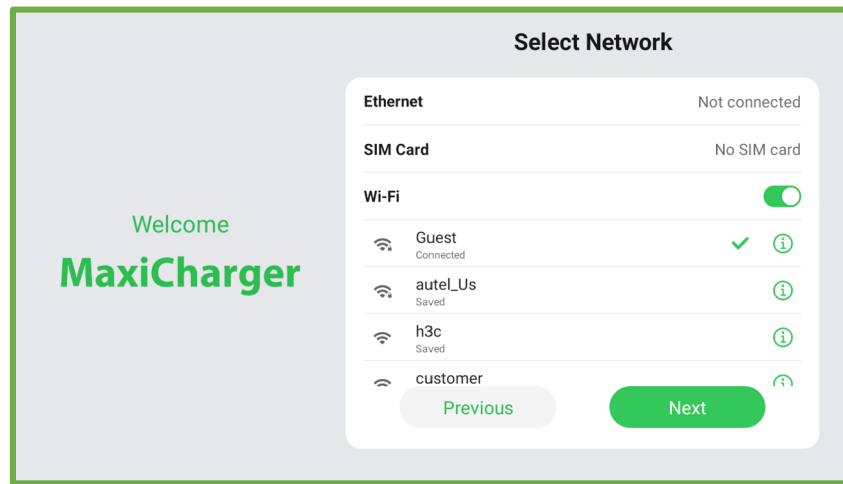 Select Network
Ethernet Not connected
SIM Card No SIM card
Wi-Fi
Welcome
MaxiCharger
Guest
Connected
autel_Us
Saved
h3c
Saved
customer
Previous Next